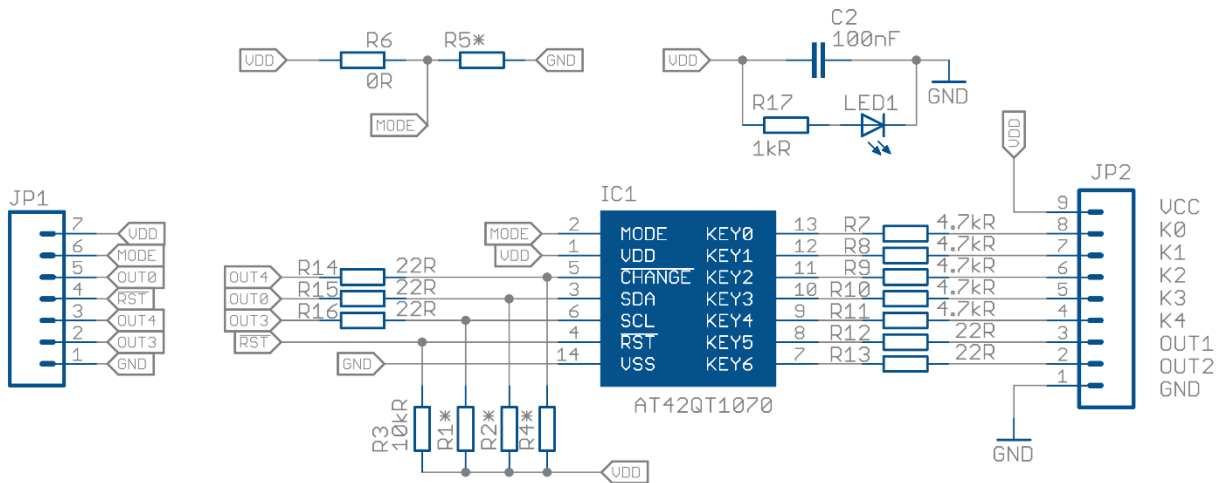 VDD
R6
0R
R5*
GND
MODE
C2
100nF
VDD
R17
1kR
LED1
GND
VDD
JP1
7 VDD
6 MODE
5 OUT0
4 RST
3 OUT4
2 OUT3
1 GND
IC1
MODE 2 MODE KEY0 13 R7 4.7kR
VDD 1 VDD KEY1 12 R8 4.7kR
OUT4 R14 22R 5 CHANGE KEY2 11 R9 4.7kR
OUT0 R15 22R 3 SDA KEY3 10 R10 4.7kR
OUT3 R16 22R 6 SCL KEY4 9 R11 4.7kR
RST 4 RST KEY5 8 R12 22R
GND 14 VSS KEY6 7 R13 22R
AT42QT1070
R3
10kR
R1*
R2*
R4*
VDD
JP2
9 VCC
8 K0
7 K1
6 K2
5 K3
4 K4
3 OUT1
2 OUT2
1 GND
GND